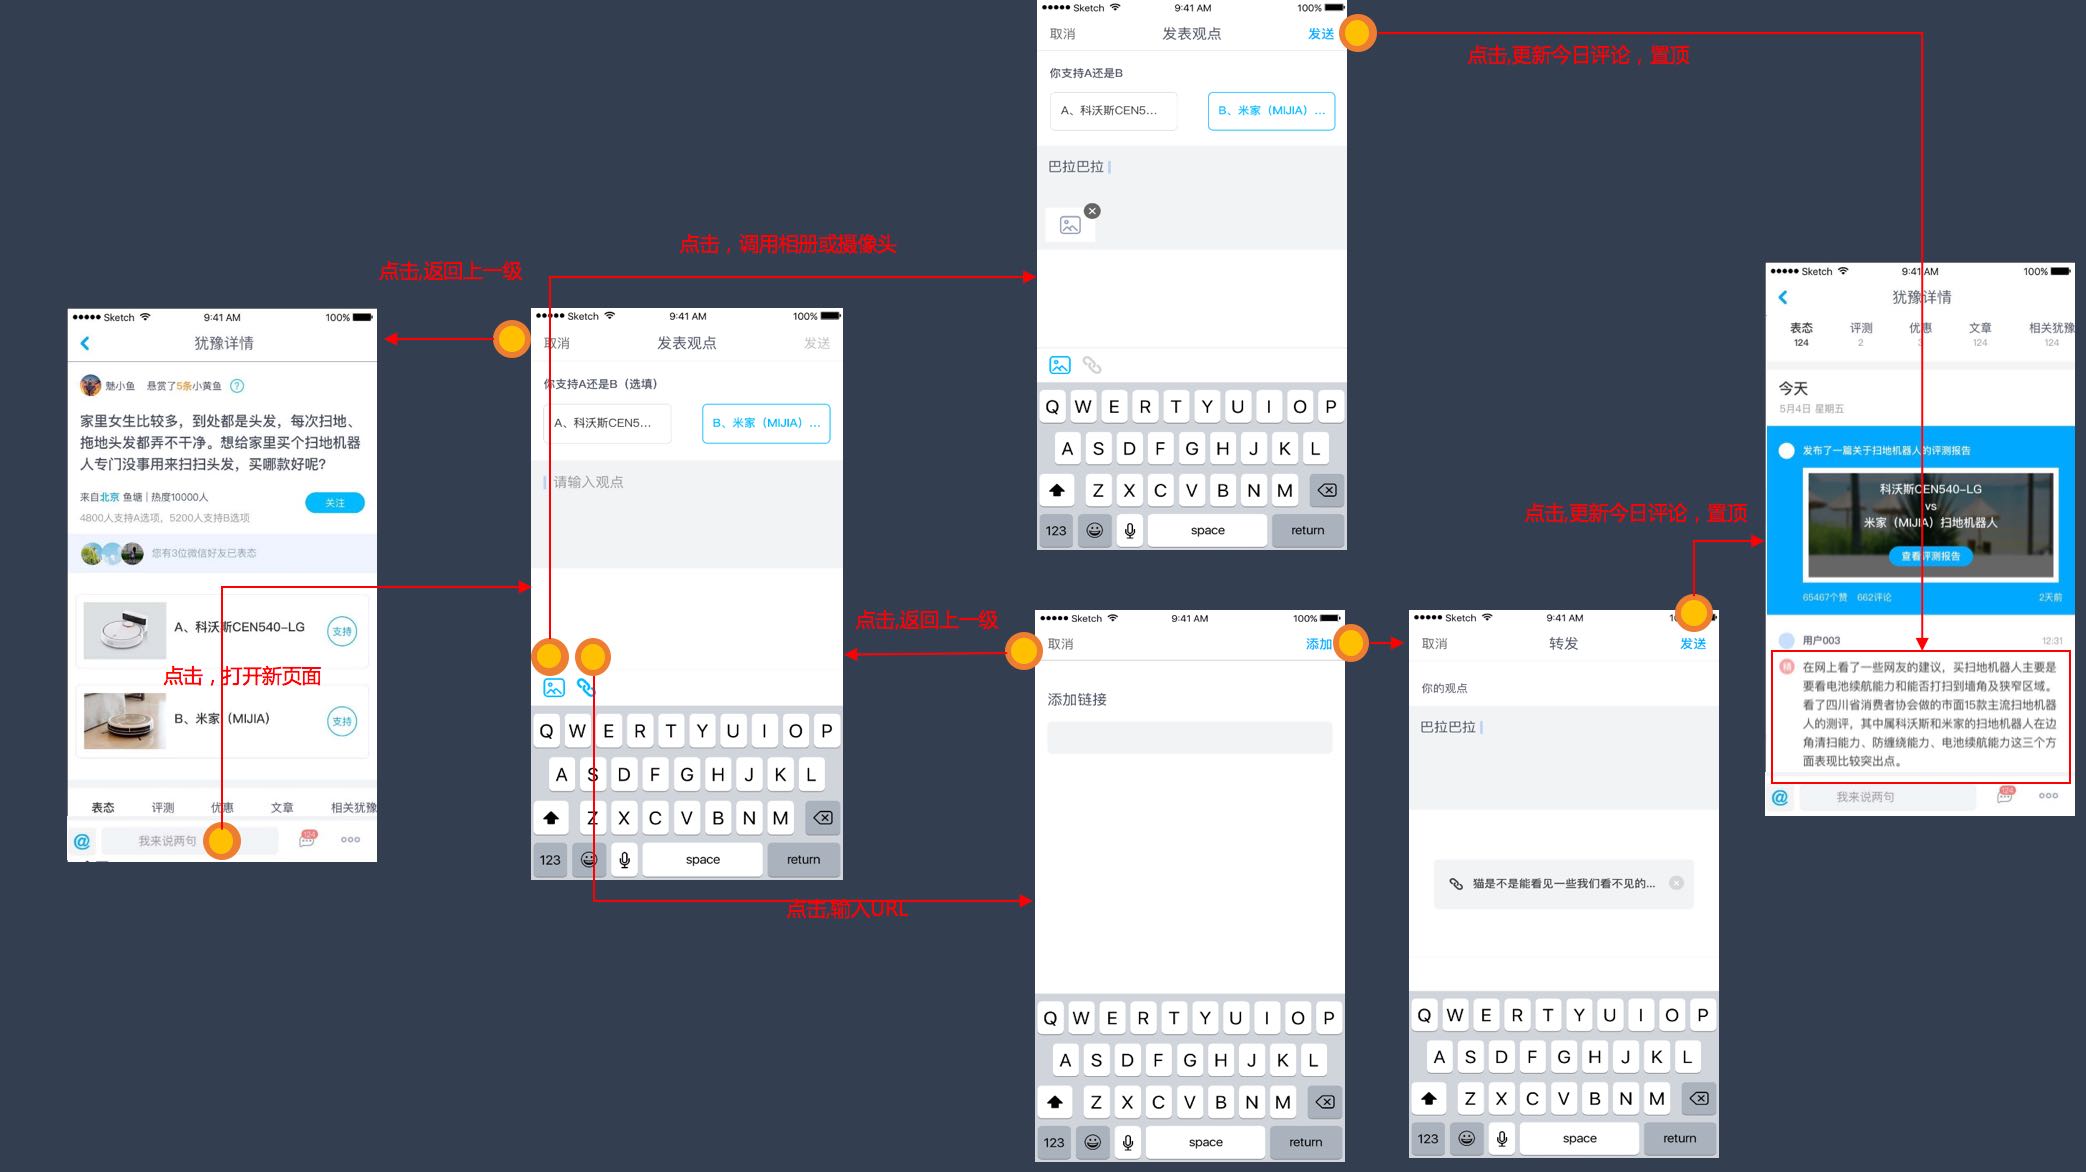 Sketch 9:41 AM 100%
取消 发表观点 发送
你支持A还是B
A、科沃斯CEN5... B、米家（MIJIA）...
巴拉巴拉
Q W E R T Y U I O P
A S D F G H J K L
Z X C V B N M
123 space return
点击,更新今日评论，置顶
点击，调用相册或摄像头
点击,返回上一级
Sketch 9:41 AM 100%
犹豫详情
魅小鱼 悬赏了5条小黄鱼 ?
家里女生比较多，到处都是头发，每次扫地、
拖地头发都弄不干净。想给家里买个扫地机器
人专门没事用来扫扫头发，买哪款好呢？
来自北京 鱼塘 | 热度10000人
关注
4800人支持A选项，5200人支持B选项
您有3位微信好友已表态
A、科沃斯CEN540-LG 支持
点击，打开新页面
B、米家（MIJIA） 支持
表态 评测 优惠 文章 相关犹豫
@ 我来说两句 124
Sketch 9:41 AM 100%
取消 发表观点 发送
你支持A还是B（选填）
A、科沃斯CEN5... B、米家（MIJIA）...
请输入观点
Q W E R T Y U I O P
A S D F G H J K L
Z X C V B N M
123 space return
点击,输入URL
点击,返回上一级
Sketch 9:41 AM 100%
取消 添加
添加链接
Q W E R T Y U I O P
A S D F G H J K L
Z X C V B N M
123 space return
Sketch 9:41 AM
取消 转发 发送
你的观点
巴拉巴拉
猫是不是能看见一些我们看不见的...
Q W E R T Y U I O P
A S D F G H J K L
Z X C V B N M
123 space return
点击,更新今日评论，置顶
Sketch 9:41 AM 100%
犹豫详情
表态 评测 优惠 文章 相关犹豫
124 2 3 124 124
今天
5月4日 星期五
发布了一篇关于扫地机器人的评测报告
科沃斯CEN540-LG
vs
米家（MIJIA）扫地机器人
查看评测报告
65467个赞 662评论 2天前
用户003 12:31
在网上看了一些网友的建议，买扫地机器人主要是
要看电池续航能力和能否打扫到墙角及狭窄区域。
看了四川省消费者协会做的市面15款主流扫地机器
人的测评，其中属科沃斯和米家的扫地机器人在边
角清扫能力、防缠绕能力、电池续航能力这三个方
面表现比较突出点。
@ 我来说两句 124